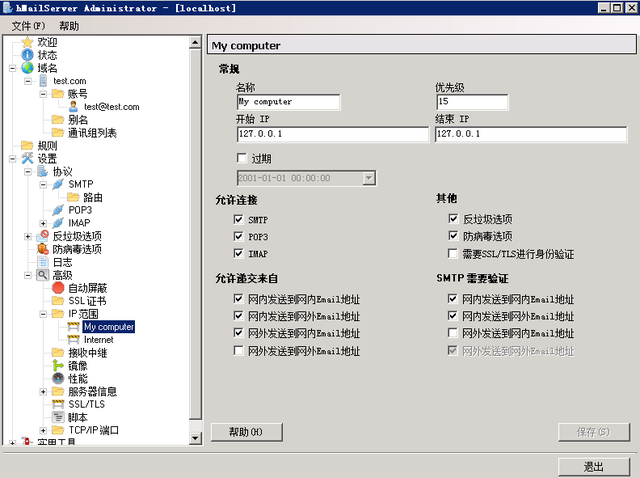 hMailServer Administrator - [localhost]
文件(F) 帮助
欢迎
状态
域名
test.com
账号
test@test.com
别名
通讯组列表
规则
设置
协议
SMTP
路由
POP3
IMAP
反垃圾选项
防病毒选项
日志
高级
自动屏蔽
SSL 证书
IP 范围
My computer
Internet
接收中继
镜像
性能
服务器信息
SSL/TLS
脚本
TCP/IP 端口
实用工具
My computer
常规
名称 优先级
My computer 15
开始 IP 结束 IP
127.0.0.1 127.0.0.1
过期
2001-01-01 00:00:00
允许连接 其他
SMTP 反垃圾选项
POP3 防病毒选项
IMAP 需要SSL/TLS进行身份验证
允许递交来自 SMTP 需要验证
网内发送到网内Email地址 网内发送到网内Email地址
网内发送到网外Email地址 网内发送到网外Email地址
网外发送到网内Email地址 网外发送到网内Email地址
网外发送到网外Email地址 网外发送到网外Email地址
帮助(H) 保存(S)
退出